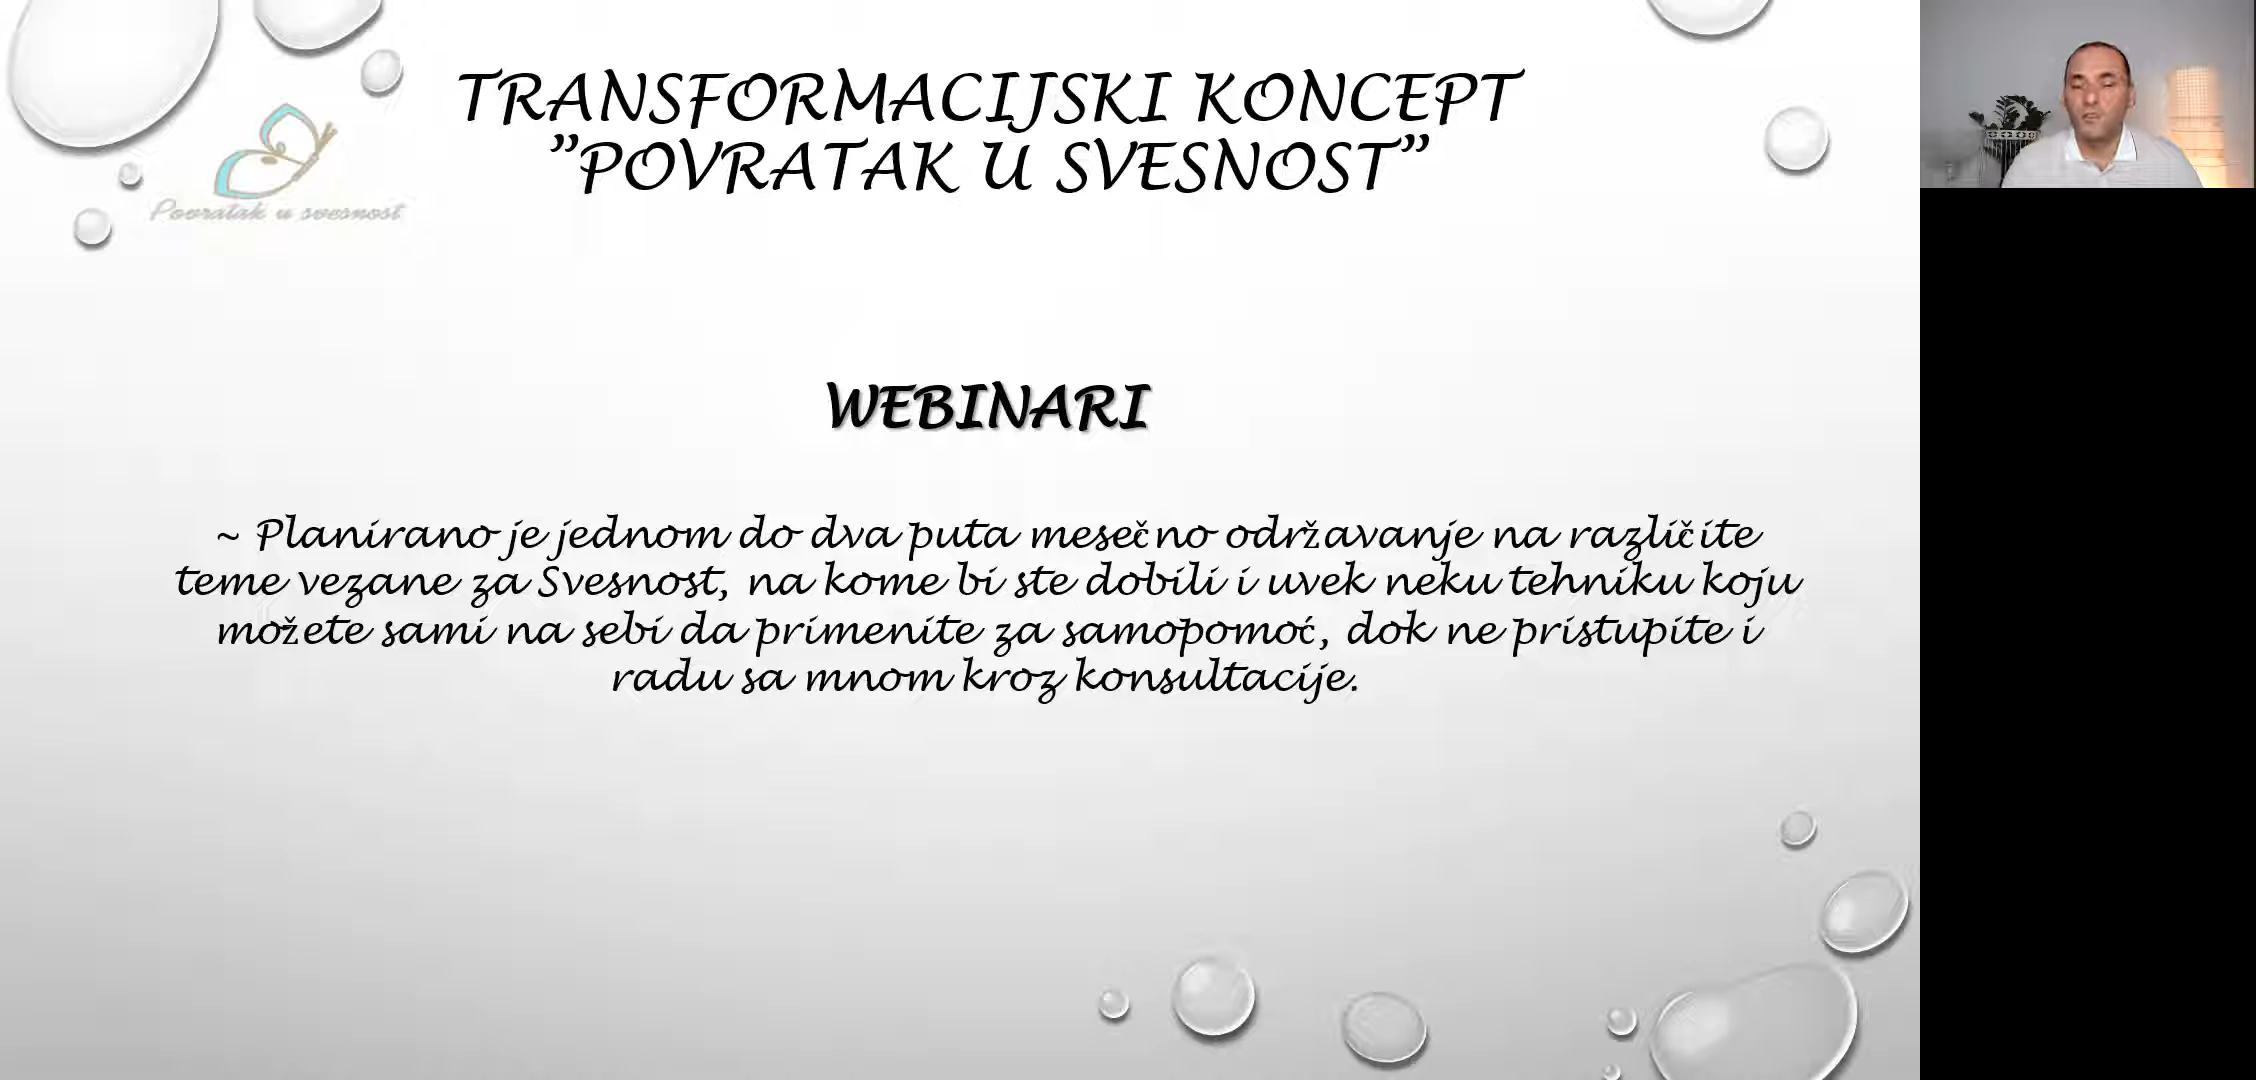 TRANSFORMACIJSKI KONCEPT
”POVRATAK U SVESNOST”
Povratak u svesnost
WEBINARI
~ Planirano je jednom do dva puta mesečno održavanje na različite
teme vezane za Svesnost, na kome bi ste dobili i uvek neku tehniku koju
možete sami na sebi da primenite za samopomoć, dok ne pristupite i
radu sa mnom kroz konsultacije.